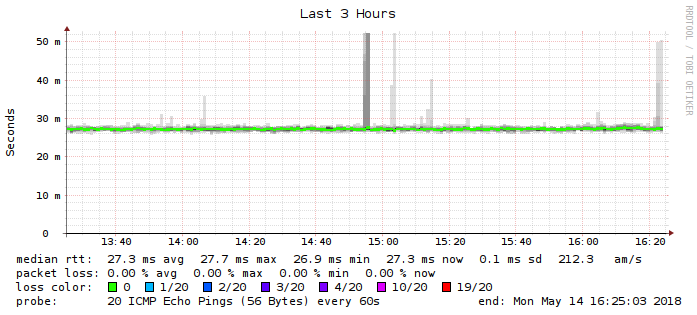 Last 3 Hours
RRDTOOL / TOBI OETIKER
Seconds
50 m
40 m
30 m
20 m
10 m
0
13:40 14:00 14:20 14:40 15:00 15:20 15:40 16:00 16:20
median rtt: 27.3 ms avg 27.7 ms max 26.9 ms min 27.3 ms now 0.1 ms sd 212.3 am/s
packet loss: 0.00 % avg 0.00 % max 0.00 % min 0.00 % now
loss color: 0 1/20 2/20 3/20 4/20 10/20 19/20
probe: 20 ICMP Echo Pings (56 Bytes) every 60s end: Mon May 14 16:25:03 2018